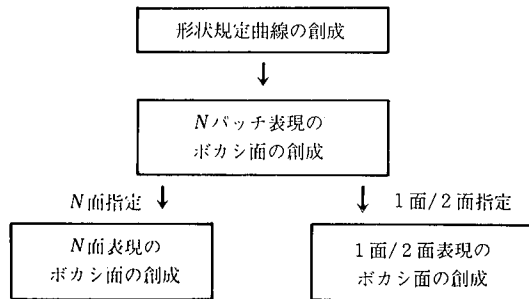 形状規定曲線の創成
Nパッチ表現の
ボカシ面の創成
N面指定
1面/2面指定
N面表現の
ボカシ面の創成
1面/2面表現の
ボカシ面の創成